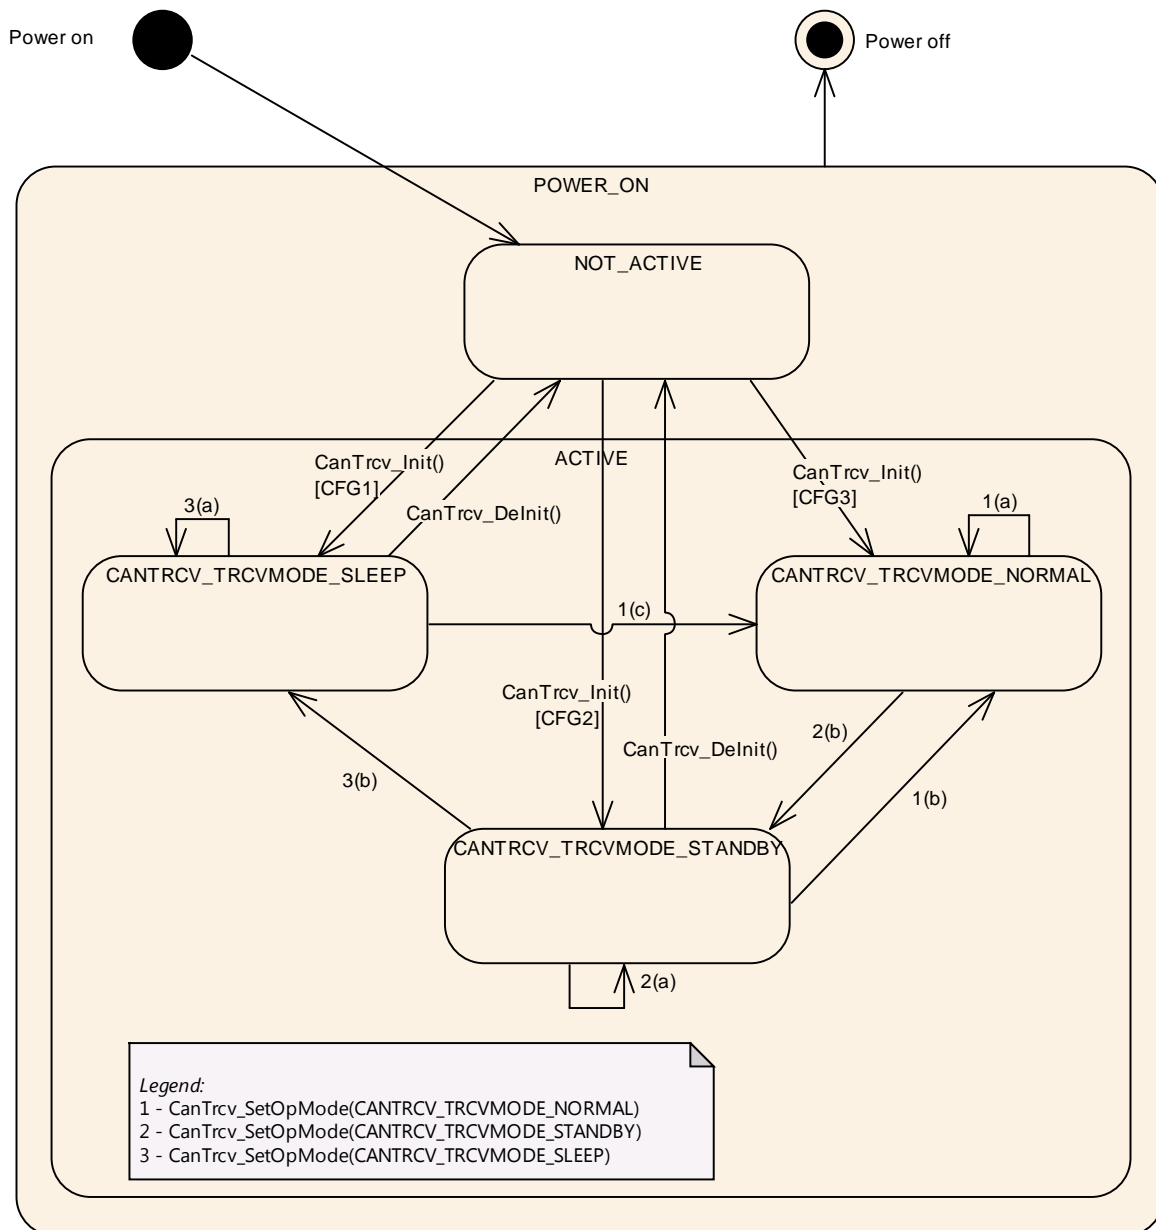 Power on
Power off
POWER_ON
NOT_ACTIVE
CanTrcv_Init()
[CFG1]
ACTIVE
CanTrcv_Init()
[CFG3]
3(a)
CanTrcv_DeInit()
1(a)
CANTRCV_TRCVMODE_SLEEP
CANTRCV_TRCVMODE_NORMAL
1(c)
CanTrcv_Init()
[CFG2]
2(b)
CanTrcv_DeInit()
3(b)
1(b)
CANTRCV_TRCVMODE_STANDBY
2(a)
Legend:
1 - CanTrcv_SetOpMode(CANTRCV_TRCVMODE_NORMAL)
2 - CanTrcv_SetOpMode(CANTRCV_TRCVMODE_STANDBY)
3 - CanTrcv_SetOpMode(CANTRCV_TRCVMODE_SLEEP)